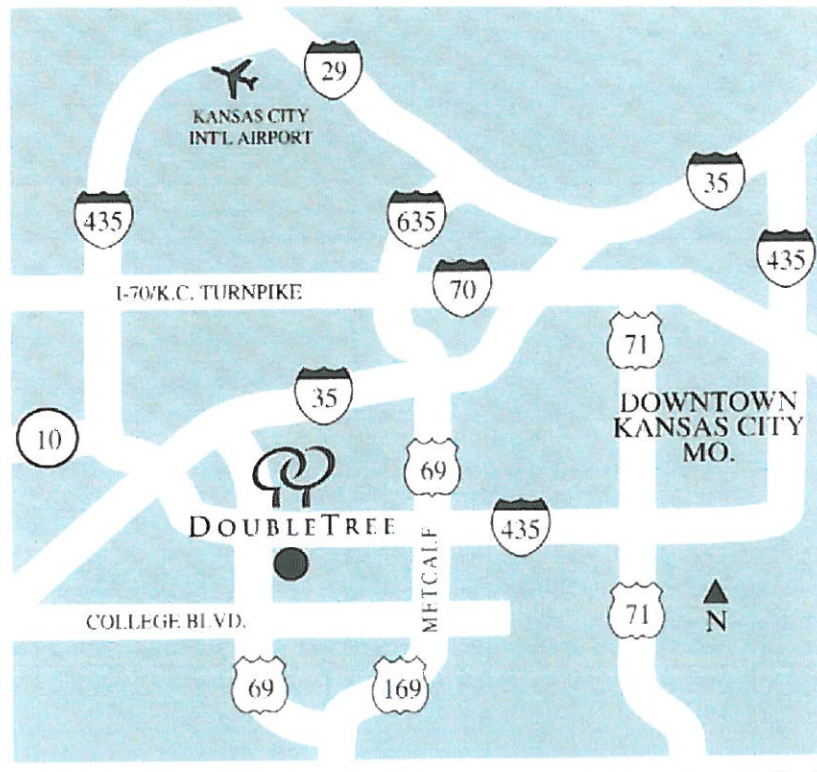 29
KANSAS CITY
INT'L AIRPORT
35
435
635
435
I-70/K.C. TURNPIKE
70
71
35
DOWNTOWN
KANSAS CITY
MO.
10
69
DOUBLETREE
435
METCALF
COLLEGE BLVD.
71
N
69
169